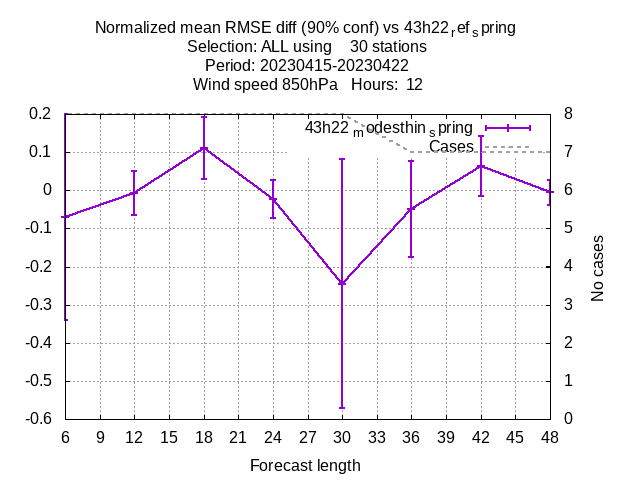 Normalized mean RMSE diff (90% conf) vs 43h22refspring
Selection: ALL using 30 stations
Period: 20230415-20230422
Wind speed 850hPa Hours: 12
43h22modesthinspring
Cases
0.2
0.1
0
-0.1
-0.2
-0.3
-0.4
-0.5
-0.6
8
7
6
5
4
3
2
1
0
No cases
6 9 12 15 18 21 24 27 30 33 36 39 42 45 48
Forecast length